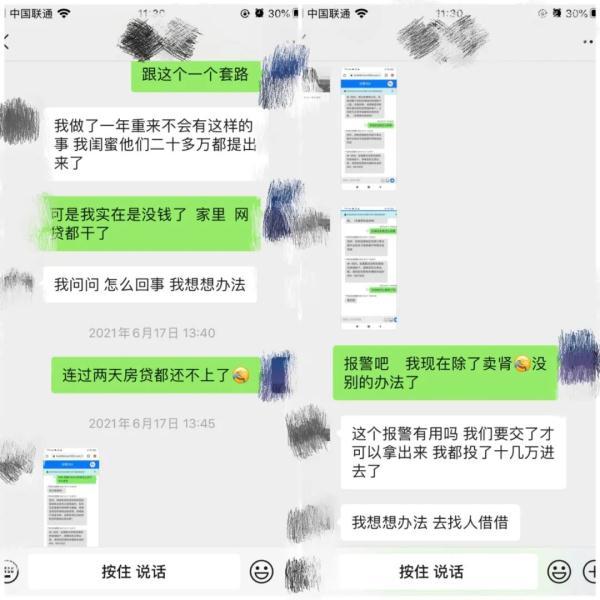 中国联通
11:30
30%
跟这个一个套路
我做了一年重来不会有这样的
事 我闺蜜他们二十多万都提出
来了
可是我实在是没钱了 家里 网
贷都干了
我问问 怎么回事 我想想办法
2021年6月17日 13:40
连过两天房贷都还不上了
2021年6月17日 13:45
按住 说话
中国联通
11:30
30%
报警吧 我现在除了卖肾没
别的办法了
这个报警有用吗 我们要交了才
可以拿出来 我都投了十几万进
去了
我想想办法 去找人借借
按住 说话